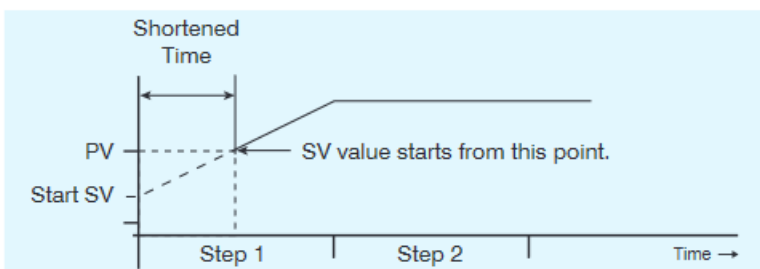 Shortened
Time
PV
SV value starts from this point.
Start SV
Step 1
Step 2
Time →